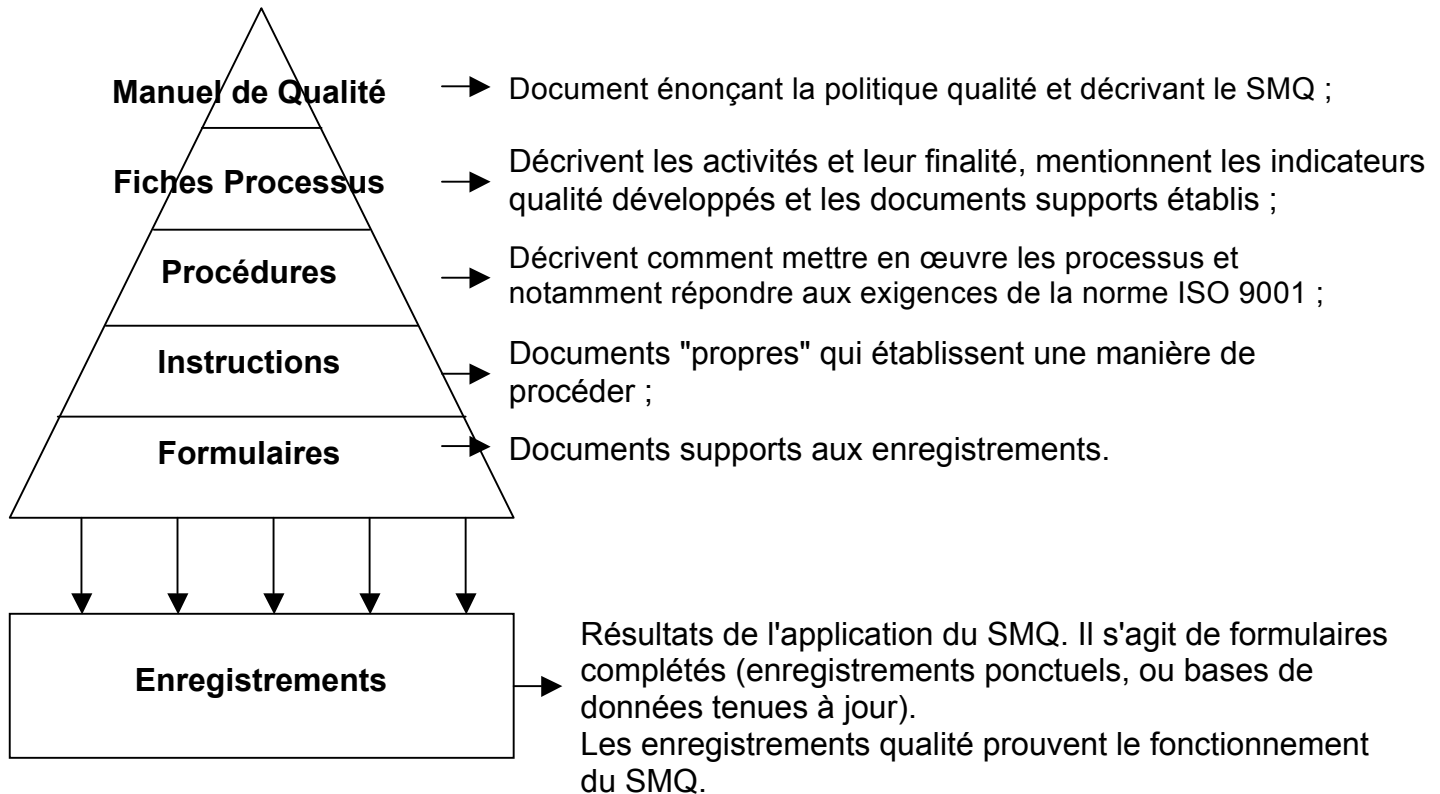 Manuel de Qualité
Document énonçant la politique qualité et décrivant le SMQ ;
Fiches Processus
Décrivent les activités et leur finalité, mentionnent les indicateurs
qualité développés et les documents supports établis ;
Procédures
Décrivent comment mettre en œuvre les processus et
notamment répondre aux exigences de la norme ISO 9001 ;
Instructions
Documents "propres" qui établissent une manière de
procéder ;
Formulaires
Documents supports aux enregistrements.
Enregistrements
Résultats de l'application du SMQ. Il s'agit de formulaires
complétés (enregistrements ponctuels, ou bases de
données tenues à jour).
Les enregistrements qualité prouvent le fonctionnement
du SMQ.